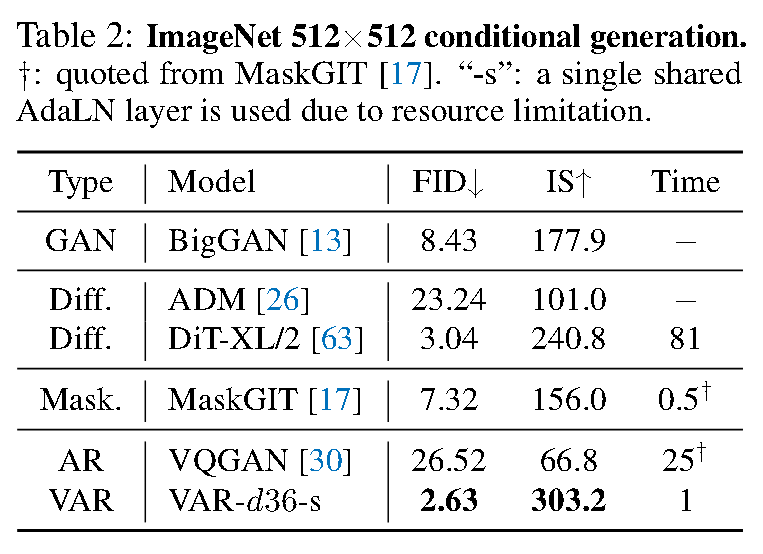 Table 2: ImageNet 512×512 conditional generation.
†: quoted from MaskGIT [17]. “-s”: a single shared
AdaLN layer is used due to resource limitation.
Type Model FID↓ IS↑ Time
GAN BigGAN [13] 8.43 177.9 −
Diff. ADM [26] 23.24 101.0 −
Diff. DiT-XL/2 [63] 3.04 240.8 81
Mask. MaskGIT [17] 7.32 156.0 0.5†
AR VQGAN [30] 26.52 66.8 25†
VAR VAR-d36-s 2.63 303.2 1